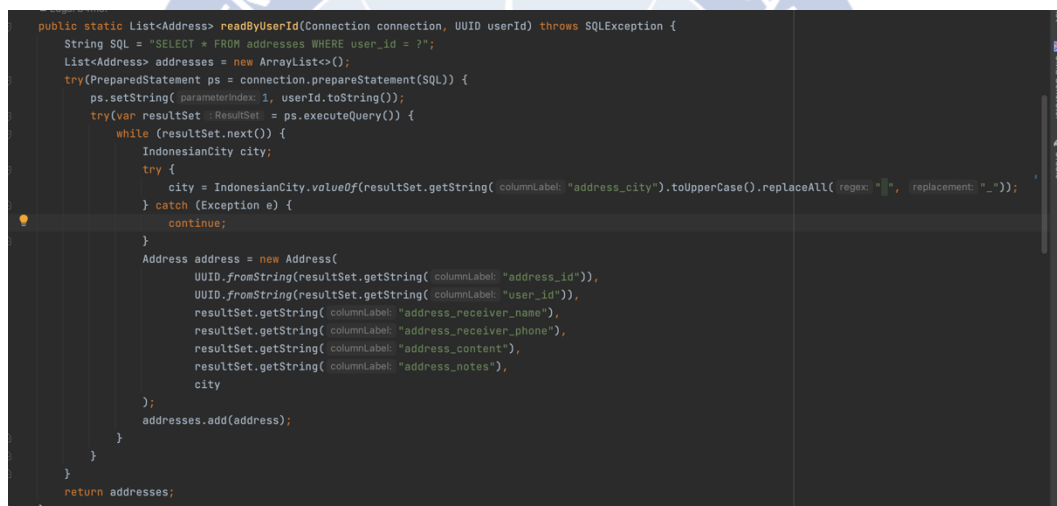 public static List<Address> readByUserId(Connection connection, UUID userId) throws SQLException {
String SQL = "SELECT * FROM addresses WHERE user_id = ?";
List<Address> addresses = new ArrayList<>();
try(PreparedStatement ps = connection.prepareStatement(SQL)) {
ps.setString( parameterIndex: 1, userId.toString());
try(var resultSet : ResultSet = ps.executeQuery()) {
while (resultSet.next()) {
IndonesianCity city;
try {
city = IndonesianCity.valueOf(resultSet.getString( columnLabel: "address_city").toUpperCase().replaceAll( regex: " ", replacement: "_"));
} catch (Exception e) {
continue;
}
Address address = new Address(
UUID.fromString(resultSet.getString( columnLabel: "address_id")),
UUID.fromString(resultSet.getString( columnLabel: "user_id")),
resultSet.getString( columnLabel: "address_receiver_name"),
resultSet.getString( columnLabel: "address_receiver_phone"),
resultSet.getString( columnLabel: "address_content"),
resultSet.getString( columnLabel: "address_notes"),
city
);
addresses.add(address);
}
}
}
return addresses;